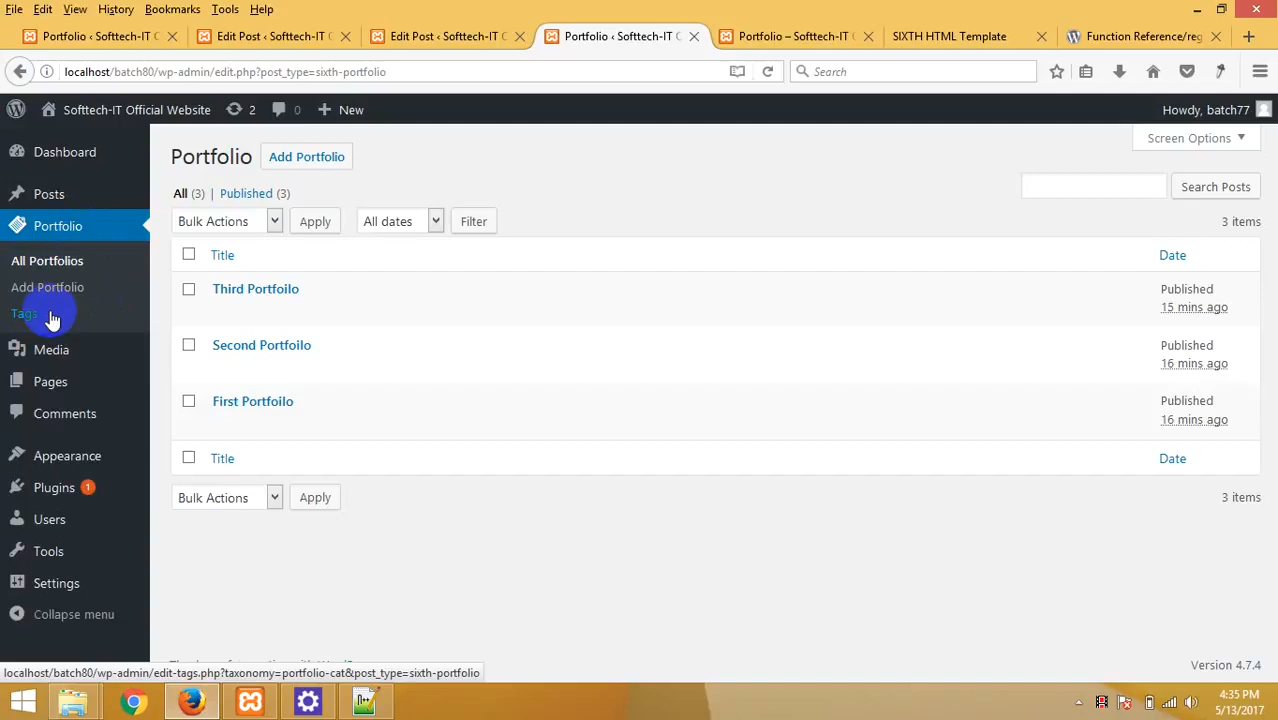 File Edit View History Bookmarks Tools Help
Portfolio ‹ Softtech-IT C
Edit Post ‹ Softtech-IT C
Edit Post ‹ Softtech-IT C
Portfolio ‹ Softtech-IT C
Portfolio – Softtech-IT C
SIXTH HTML Template
Function Reference/reg
localhost/batch80/wp-admin/edit.php?post_type=sixth-portfolio
Search
Softtech-IT Official Website 2 0 New
Howdy, batch77
Screen Options
Dashboard
Posts
Portfolio
All Portfolios
Add Portfolio
Tags
Media
Pages
Comments
Appearance
Plugins 1
Users
Tools
Settings
Collapse menu
Portfolio Add Portfolio
All (3) | Published (3)
Search Posts
Bulk Actions Apply All dates Filter
3 items
Title Date
Third Portfoilo Published
15 mins ago
Second Portfoilo Published
16 mins ago
First Portfoilo Published
16 mins ago
Title Date
Bulk Actions Apply
3 items
Version 4.7.4
localhost/batch80/wp-admin/edit-tags.php?taxonomy=portfolio-cat&post_type=sixth-portfolio
4:35 PM
5/13/2017